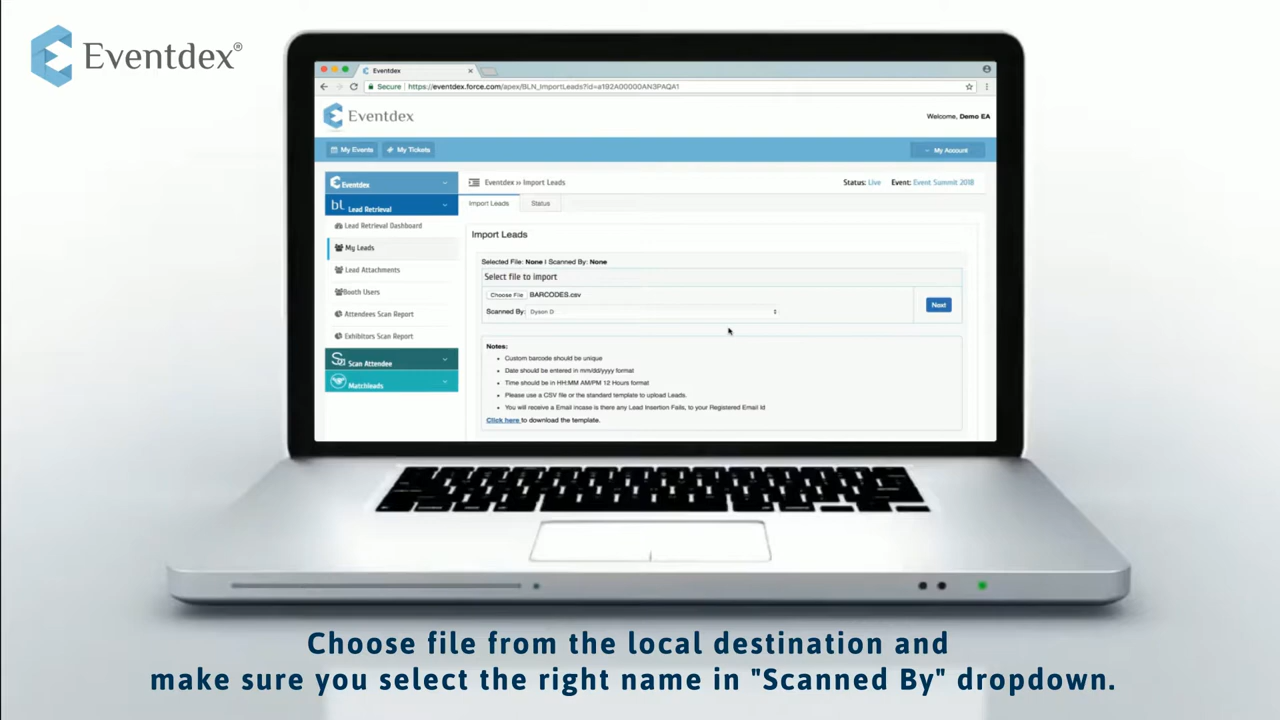 Eventdex®
Eventdex
Secure https://eventdex.force.com/apex/BLN_ImportLeads?id=a192A00000AN3PAQA1
Eventdex
Welcome, Demo EA
My Events
My Tickets
My Account
Eventdex
Eventdex » Import Leads
Status: Live Event: Event Summit 2018
bl Lead Retrieval
Import Leads
Status
Lead Retrieval Dashboard
Import Leads
My Leads
Selected File: None | Scanned By: None
Lead Attachments
Select file to import
Booth Users
Choose File BARCODES.csv
Next
Attendees Scan Report
Scanned By: Dyson D
Exhibitors Scan Report
Notes:
Scan Attendee
Custom barcode should be unique
Date should be entered in mm/dd/yyyy format
Matchleads
Time should be in HH:MM AM/PM 12 Hours format
Please use a CSV file or the standard template to upload Leads.
You will receive a Email incase is there any Lead Insertion Fails, to your Registered Email Id
Click here to download the template.
Choose file from the local destination and
make sure you select the right name in "Scanned By" dropdown.